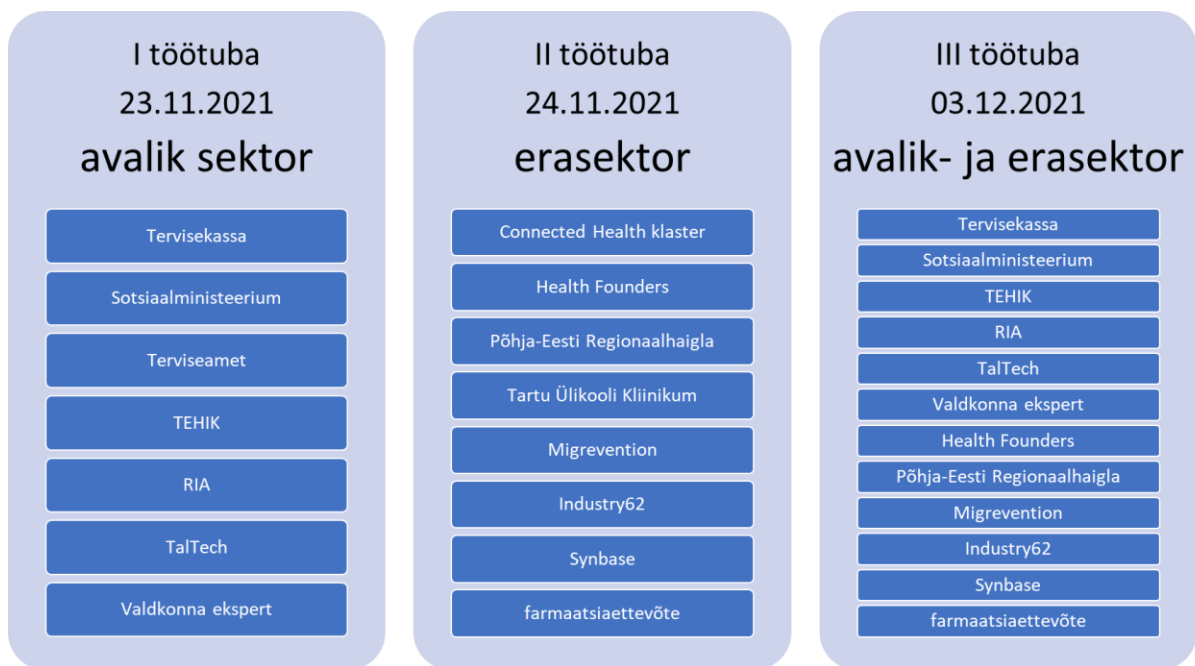 I töötuba
23.11.2021
avalik sektor
Tervisekassa
Sotsiaalministeerium
Terviseamet
TEHIK
RIA
TalTech
Valdkonna ekspert
II töötuba
24.11.2021
erasektor
Connected Health klaster
Health Founders
Põhja-Eesti Regionaalhaigla
Tartu Ülikooli Kliinikum
Migrevention
Industry62
Synbase
farmaatsiaettevõte
III töötuba
03.12.2021
avalik- ja erasektor
Tervisekassa
Sotsiaalministeerium
TEHIK
RIA
TalTech
Valdkonna ekspert
Health Founders
Põhja-Eesti Regionaalhaigla
Migrevention
Industry62
Synbase
farmaatsiaettevõte